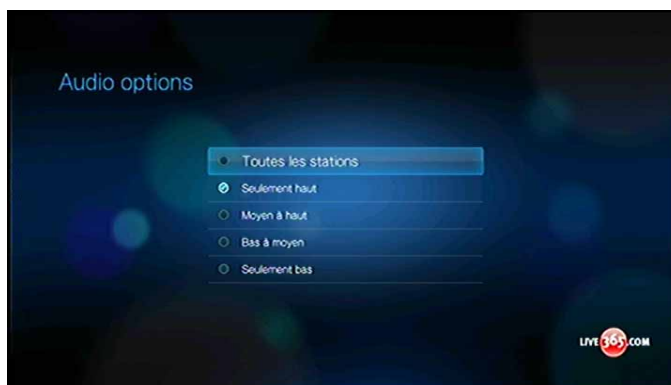 Audio options
Toutes les stations
Seulement haut
Moyen à haut
Bas à moyen
Seulement bas
LIVE365.COM